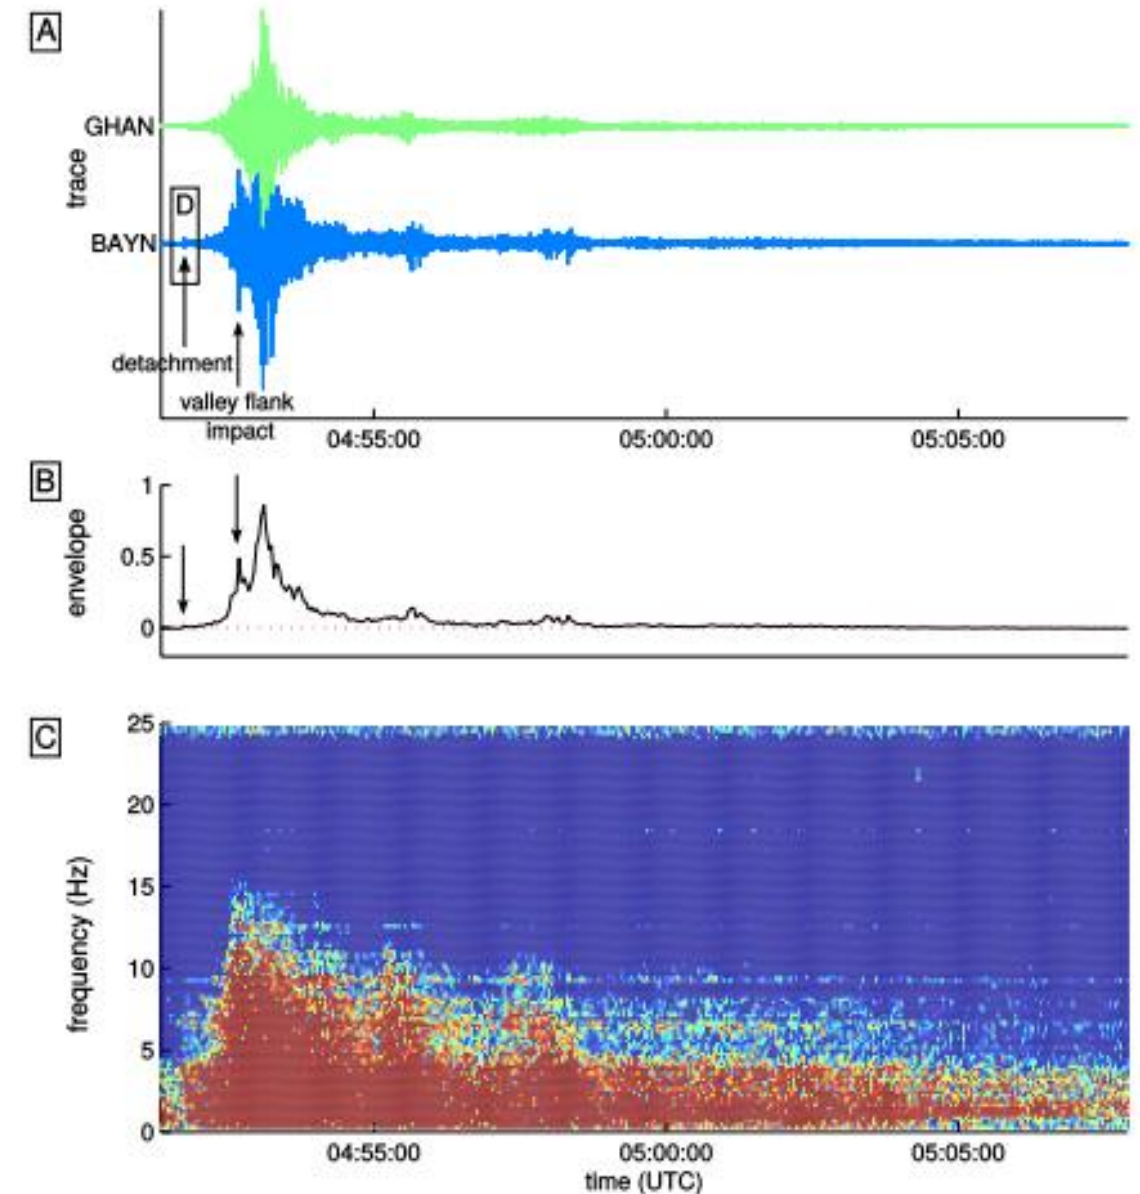 A
GHAN
trace
D
BAYN
detachment
valley flank
impact
04:55:00 05:00:00 05:05:00
B
1
envelope
0.5
0
C
25
20
15
frequency (Hz)
10
5
0
04:55:00 05:00:00 05:05:00
time (UTC)